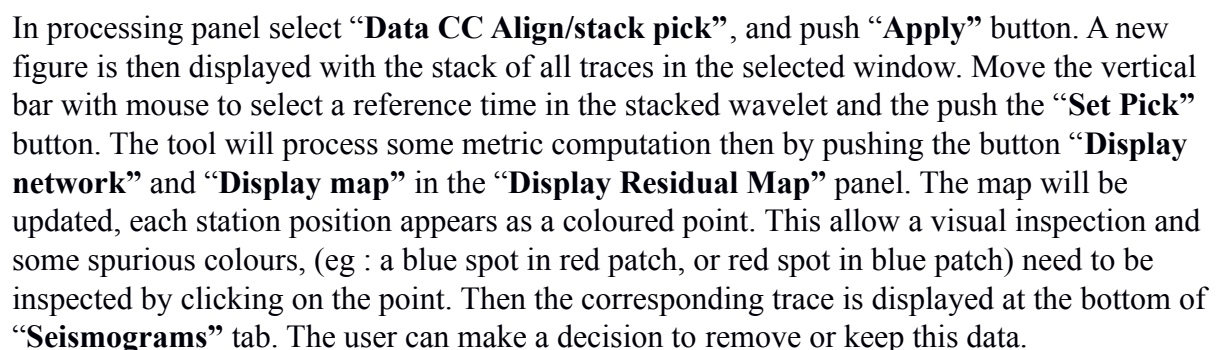 In processing panel select “Data CC Align/stack pick”, and push “Apply” button. A new
figure is then displayed with the stack of all traces in the selected window. Move the vertical
bar with mouse to select a reference time in the stacked wavelet and the push the “Set Pick”
button. The tool will process some metric computation then by pushing the button “Display
network” and “Display map” in the “Display Residual Map” panel. The map will be
updated, each station position appears as a coloured point. This allow a visual inspection and
some spurious colours, (eg : a blue spot in red patch, or red spot in blue patch) need to be
inspected by clicking on the point. Then the corresponding trace is displayed at the bottom of
“Seismograms” tab. The user can make a decision to remove or keep this data.